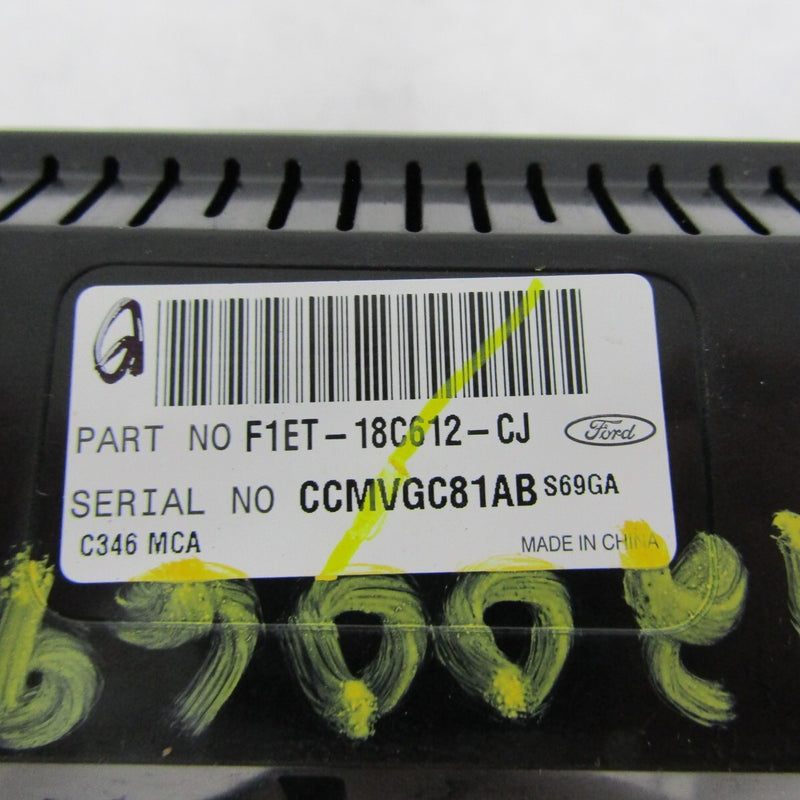 PART NO F1ET-18C612-CJ Ford
SERIAL NO CCMVGC81AB S69GA
C346 MCA MADE IN CHINA